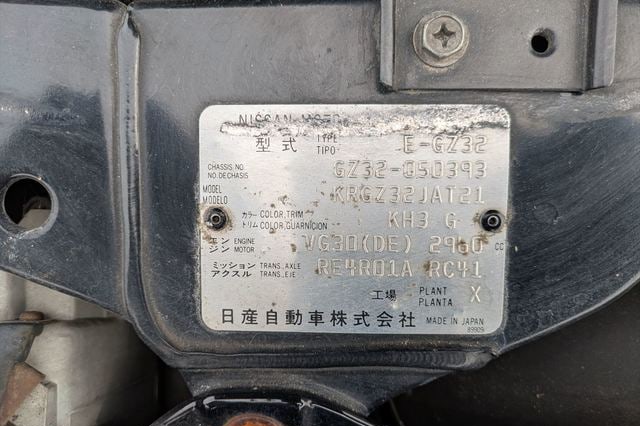 NISSAN
型式 TYPE TIPO E-GZ32
CHASSIS NO. NO. DECHASIS GZ32-050393
MODEL MODELO KRGZ32JAT21
カラー トリム COLOR,TRIM COLOR,GUARNICION KH3 G
エンジン ENGINE MOTOR VG30(DE) 2960 cc
ミッション アクスル TRANS.,AXLE TRANS.,EJE RE4R01A RC41
工場 PLANT PLANTA X
日産自動車株式会社 MADE IN JAPAN